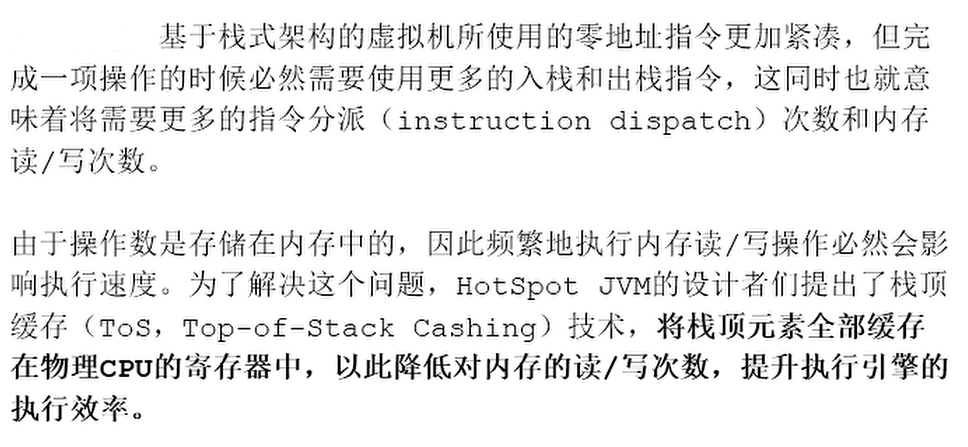 基于栈式架构的虚拟机所使用的零地址指令更加紧凑，但完
成一项操作的时候必然需要使用更多的入栈和出栈指令，这同时也就意
味着将需要更多的指令分派（instruction dispatch）次数和内存
读/写次数。
由于操作数是存储在内存中的，因此频繁地执行内存读/写操作必然会影
响执行速度。为了解决这个问题，HotSpot JVM的设计者们提出了栈顶
缓存（ToS，Top-of-Stack Cashing）技术，将栈顶元素全部缓存
在物理CPU的寄存器中，以此降低对内存的读/写次数，提升执行引擎的
执行效率。